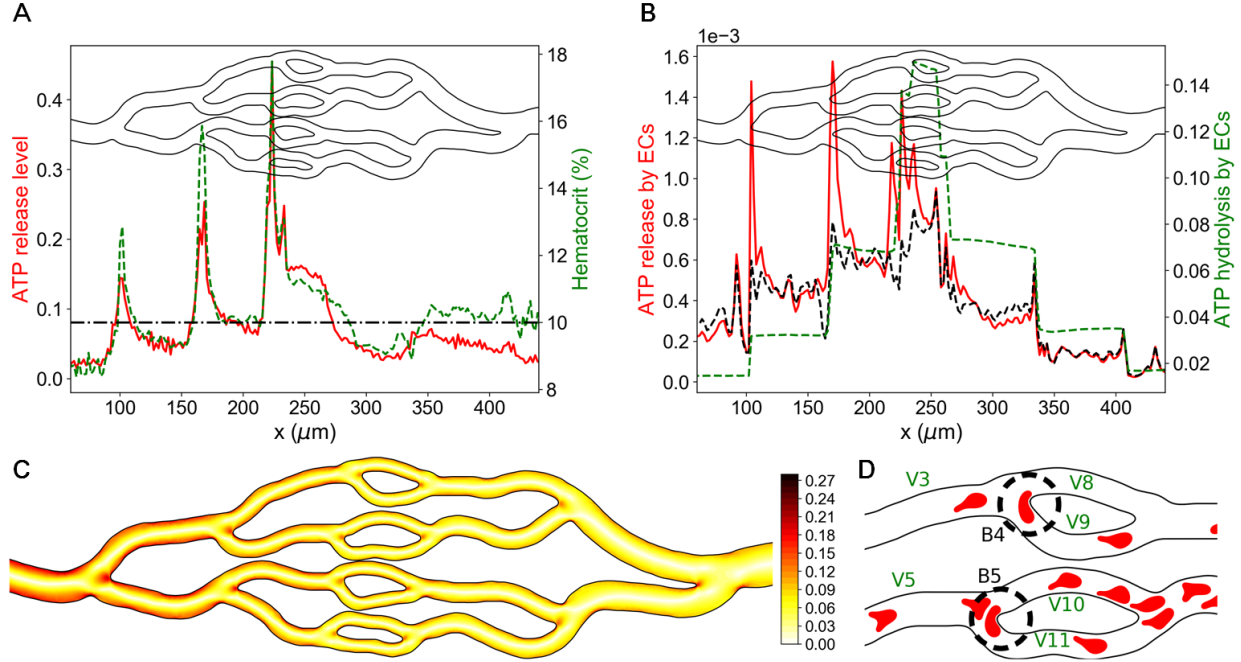 A
ATP release level
0.4
0.3
0.2
0.1
0.0
18
16
14
12
10
8
Hematocrit (%)
100 150 200 250 300 350 400
x (μm)
B
1e−3
ATP release by ECs
1.6
1.4
1.2
1.0
0.8
0.6
0.4
0.2
0.0
0.14
0.12
0.10
0.08
0.06
0.04
0.02
ATP hydrolysis by ECs
100 150 200 250 300 350 400
x (μm)
C
0.27
0.24
0.21
0.18
0.15
0.12
0.09
0.06
0.03
0.00
D
V3
V8
V9
B4
V5
B5
V10
V11